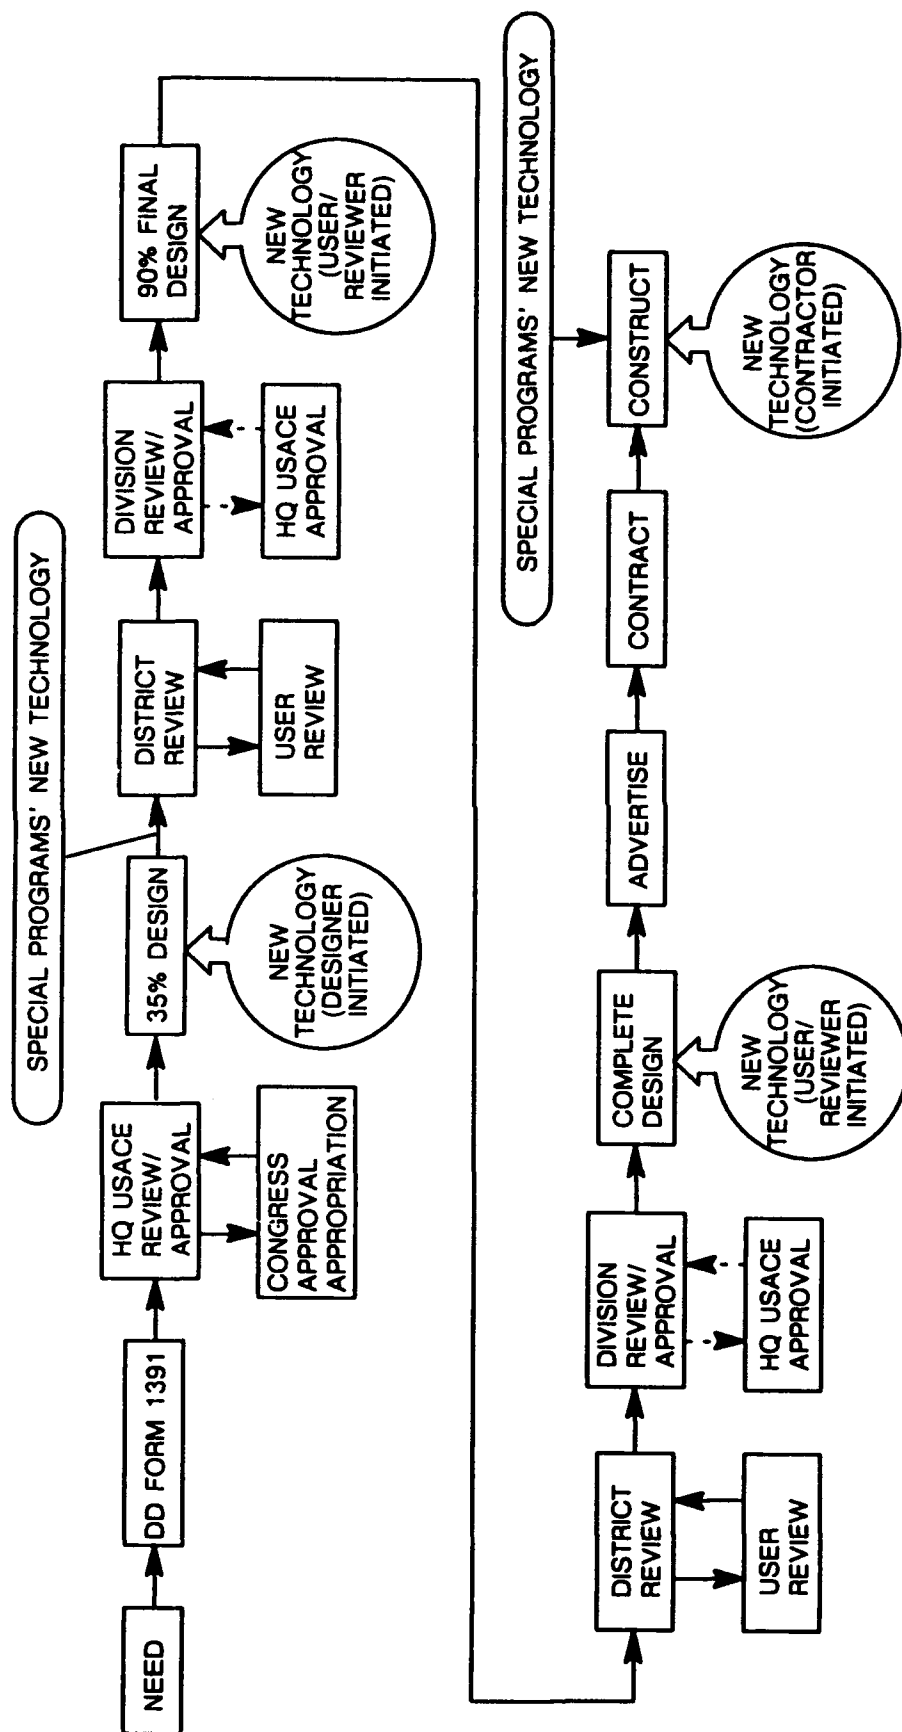 SPECIAL PROGRAMS' NEW TECHNOLOGY
NEED
DD FORM 1391
HQ USACE
REVIEW/
APPROVAL
CONGRESS
APPROVAL
APPROPRIATION
35% DESIGN
NEW
TECHNOLOGY
(DESIGNER
INITIATED)
DISTRICT
REVIEW
USER
REVIEW
DIVISION
REVIEW/
APPROVAL
HQ USACE
APPROVAL
90% FINAL
DESIGN
NEW
TECHNOLOGY
(USER/
REVIEWER
INITIATED)
SPECIAL PROGRAMS' NEW TECHNOLOGY
DISTRICT
REVIEW
USER
REVIEW
DIVISION
REVIEW/
APPROVAL
HQ USACE
APPROVAL
COMPLETE
DESIGN
NEW
TECHNOLOGY
(USER/
REVIEWER
INITIATED)
ADVERTISE
CONTRACT
CONSTRUCT
NEW
TECHNOLOGY
(CONTRACTOR
INITIATED)